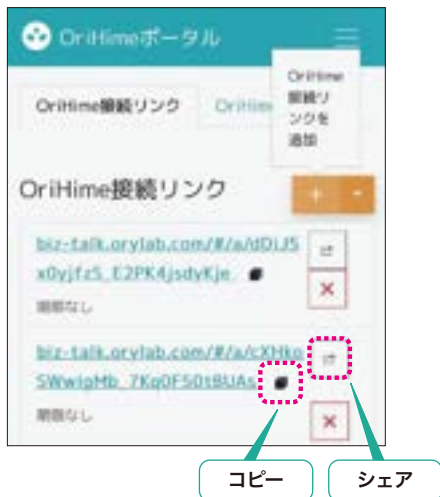 OriHimeポータル
OriHime
接続リ
ンクを
追加
OriHime接続リンク
OriHime接続リンク
+
biz-talk.orylab.com/#/a/dDiJ5
x0yjfzS_E2PK4jsdyKje
期限なし
biz-talk.orylab.com/#/a/cXHko
SWwipMb_7Kq0F50tBUAs
期限なし
コピー
シェア